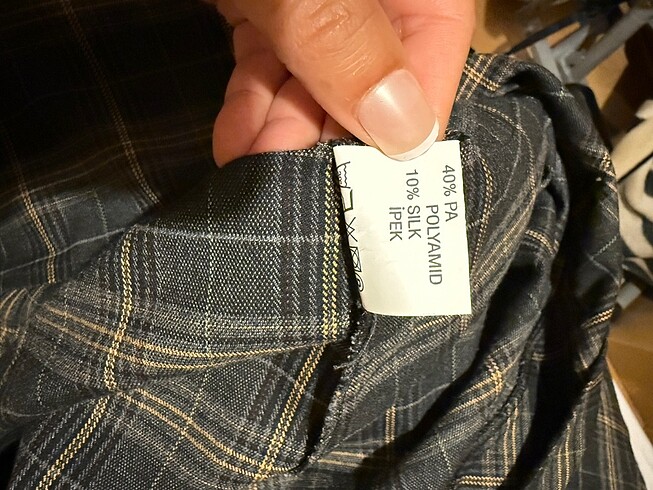 40% PA
POLYAMID
10% SILK
İPEK